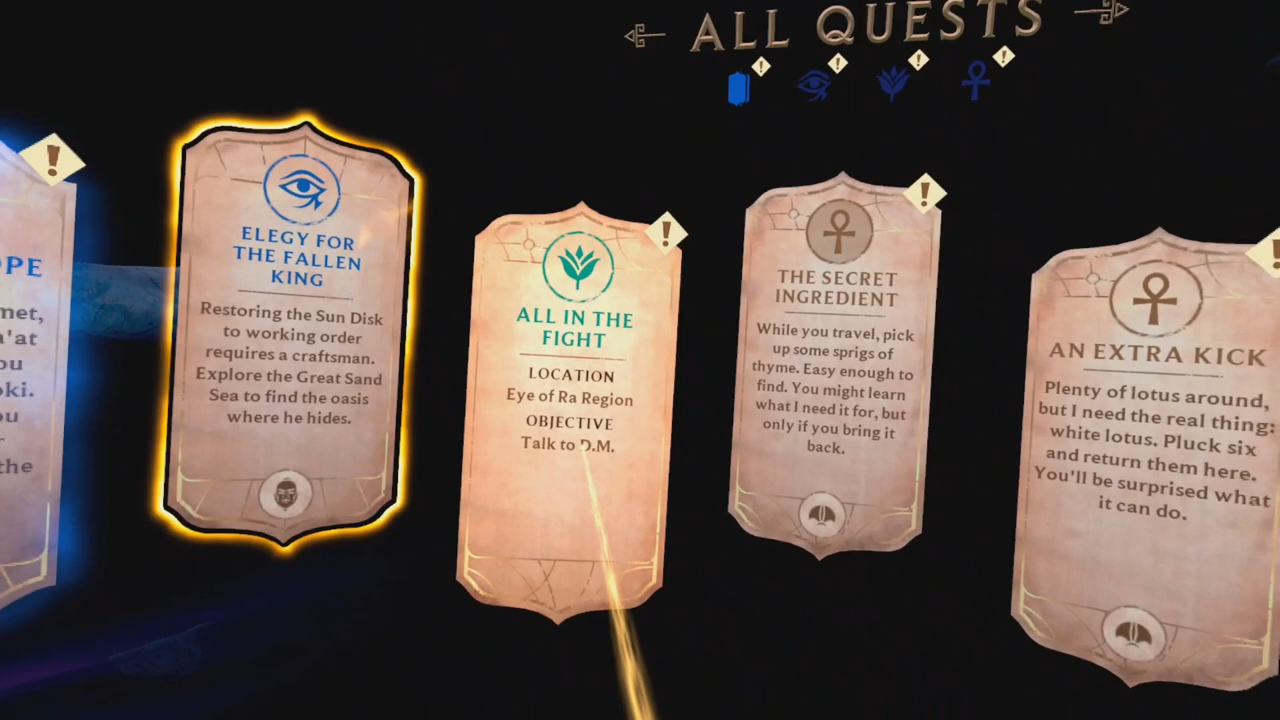 ALL QUESTS
OPE
met,
a'at
ou
oki.
ou
r
the
ELEGY FOR
THE FALLEN
KING
Restoring the Sun Disk
to working order
requires a craftsman.
Explore the Great Sand
Sea to find the oasis
where he hides.
ALL IN THE
FIGHT
LOCATION
Eye of Ra Region
OBJECTIVE
Talk to D.M.
THE SECRET
INGREDIENT
While you travel, pick
up some sprigs of
thyme. Easy enough to
find. You might learn
what I need it for, but
only if you bring it
back.
AN EXTRA KICK
Plenty of lotus around,
but I need the real thing:
white lotus. Pluck six
and return them here.
You'll be surprised what
it can do.